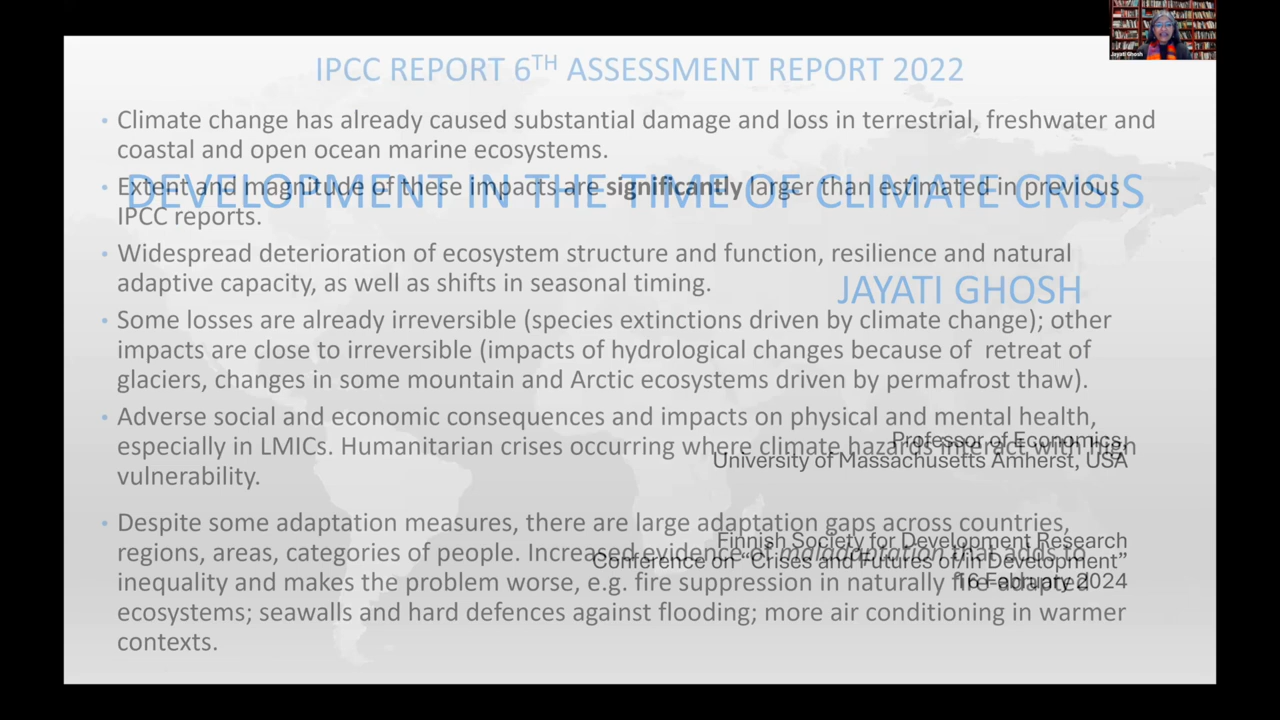 Jayati Ghosh
IPCC REPORT 6TH ASSESSMENT REPORT 2022
• Climate change has already caused substantial damage and loss in terrestrial, freshwater and
coastal and open ocean marine ecosystems.
• Extent and magnitude of these impacts are significantly larger than estimated in previous
IPCC reports.
• Widespread deterioration of ecosystem structure and function, resilience and natural
adaptive capacity, as well as shifts in seasonal timing.
• Some losses are already irreversible (species extinctions driven by climate change); other
impacts are close to irreversible (impacts of hydrological changes because of  retreat of
glaciers, changes in some mountain and Arctic ecosystems driven by permafrost thaw).
• Adverse social and economic consequences and impacts on physical and mental health,
especially in LMICs. Humanitarian crises occurring where climate hazards interact with high
vulnerability.
• Despite some adaptation measures, there are large adaptation gaps across countries,
regions, areas, categories of people. Increased evidence of maladaptation that adds to
inequality and makes the problem worse, e.g. fire suppression in naturally fire-adapted
ecosystems; seawalls and hard defences against flooding; more air conditioning in warmer
contexts.
DEVELOPMENT IN THE TIME OF CLIMATE CRISIS
JAYATI GHOSH
Professor of Economics,
University of Massachusetts Amherst, USA
Finnish Society for Development Research
Conference on “Crises and Futures of/in Development”
16 February 2024